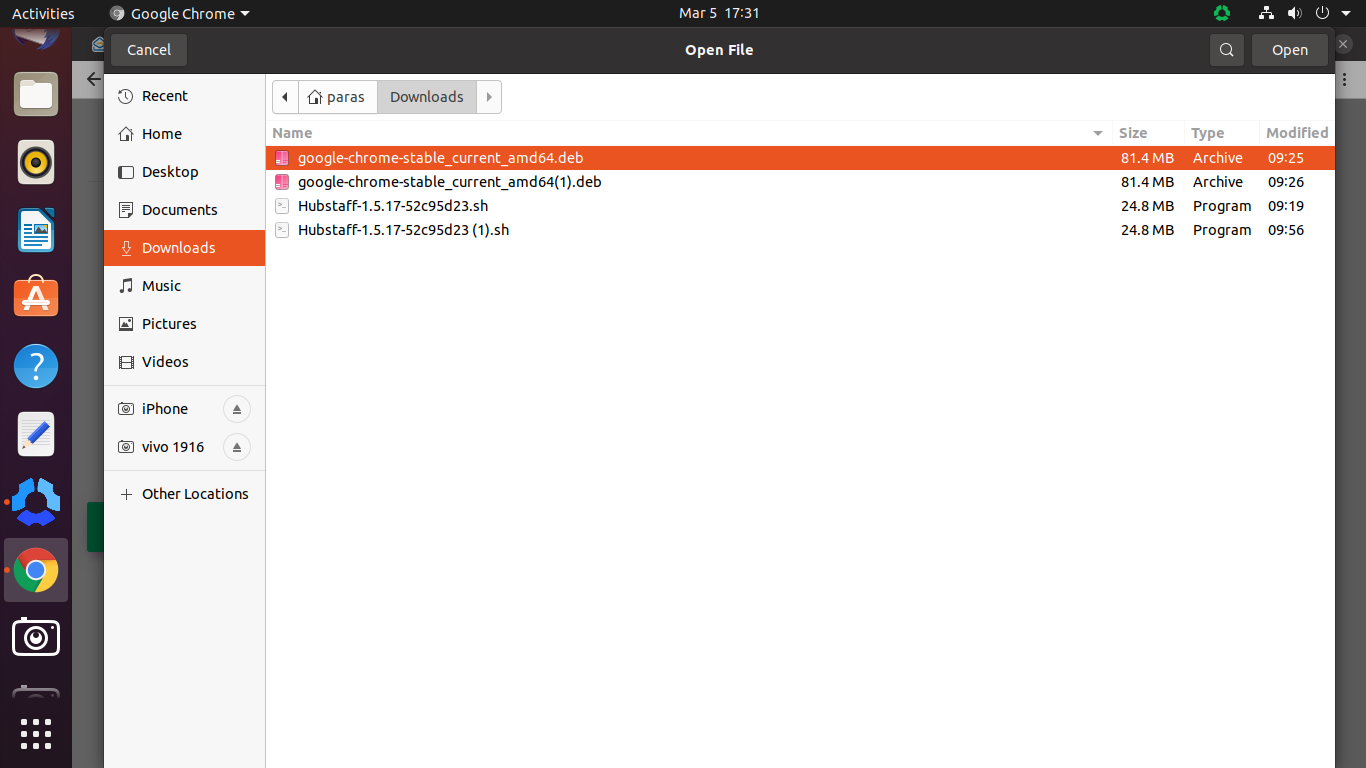 Activities Google Chrome Mar 5 17:31
Cancel Open File Open
Recent
Home
Desktop
Documents
Downloads
Music
Pictures
Videos
iPhone
vivo 1916
Other Locations
paras Downloads
Name Size Type Modified
google-chrome-stable_current_amd64.deb 81.4 MB Archive 09:25
google-chrome-stable_current_amd64(1).deb 81.4 MB Archive 09:26
Hubstaff-1.5.17-52c95d23.sh 24.8 MB Program 09:19
Hubstaff-1.5.17-52c95d23 (1).sh 24.8 MB Program 09:56